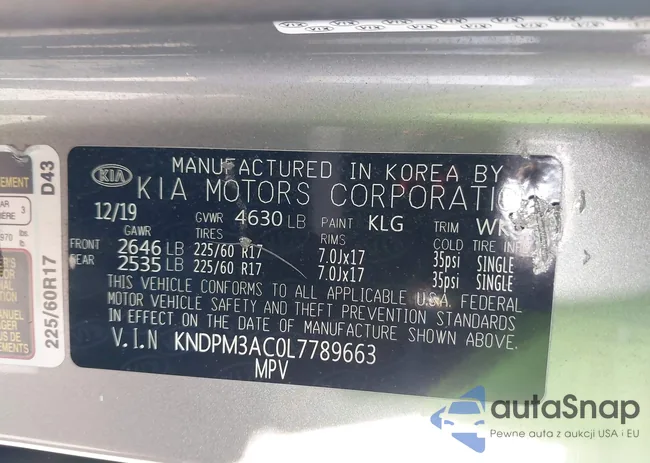 MANUFACTURED IN KOREA BY
KIA
KIA MOTORS CORPORATION
12/19 GVWR 4630 LB PAINT KLG TRIM
GAWR TIRES RIMS COLD TIRE INFL.
FRONT 2646 LB 225/60 R17 7.0Jx17 35psi SINGLE
REAR 2535 LB 225/60 R17 7.0Jx17 35psi SINGLE
THIS VEHICLE CONFORMS TO ALL APPLICABLE U.S.A. FEDERAL
MOTOR VEHICLE SAFETY AND THEFT PREVENTION STANDARDS
IN EFFECT ON THE DATE OF MANUFACTURE SHOWN ABOVE.
V.I.N KNDPM3AC0L7789663
MPV
D43
225/60R17
autaSnap
Pewne auta z aukcji USA i EU